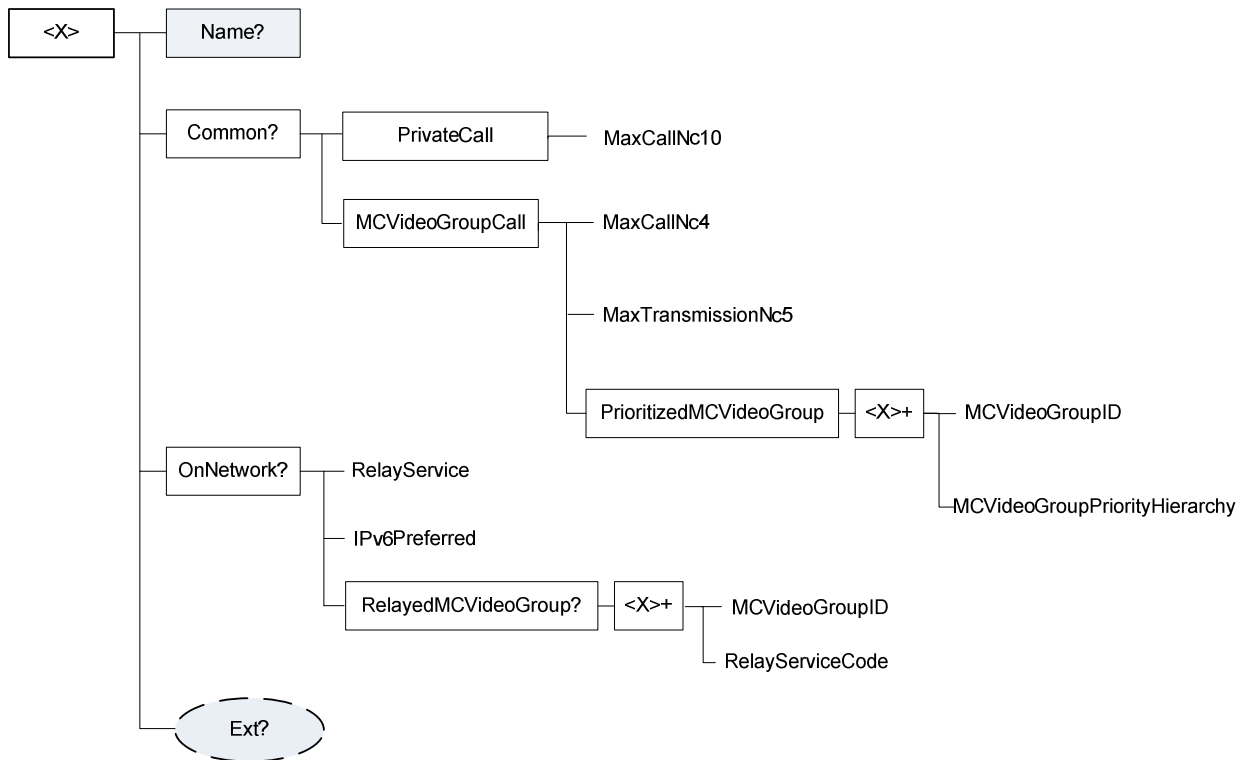 <X>
Name?
Common?
PrivateCall
MaxCallNc10
MCVideoGroupCall
MaxCallNc4
MaxTransmissionNc5
PrioritizedMCVideoGroup
<X>+
MCVideoGroupID
MCVideoGroupPriorityHierarchy
OnNetwork?
RelayService
IPv6Preferred
RelayedMCVideoGroup?
<X>+
MCVideoGroupID
RelayServiceCode
Ext?